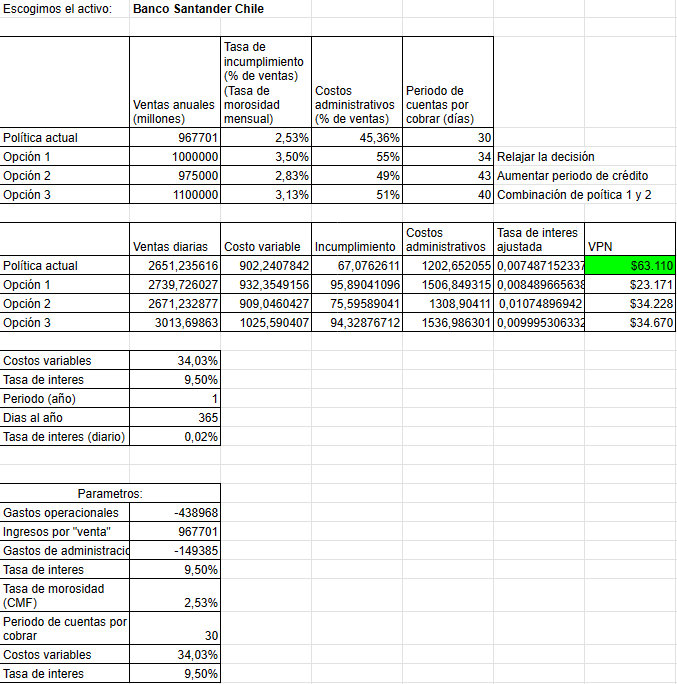 Escogimos el activo: Banco Santander Chile
Ventas anuales (millones) Tasa de incumplimiento (% de ventas) (Tasa de morosidad mensual) Costos administrativos (% de ventas) Periodo de cuentas por cobrar (días)
Política actual 967701 2,53% 45,36% 30
Opción 1 1000000 3,50% 55% 34 Relajar la decisión
Opción 2 975000 2,83% 49% 43 Aumentar periodo de crédito
Opción 3 1100000 3,13% 51% 40 Combinación de poítica 1 y 2
Ventas diarias Costo variable Incumplimiento Costos administrativos Tasa de interes ajustada VPN
Política actual 2651,235616 902,2407842 67,0762611 1202,652055 0,007487152337 $63.110
Opción 1 2739,726027 932,3549156 95,89041096 1506,849315 0,008489665638 $23.171
Opción 2 2671,232877 909,0460427 75,59589041 1308,90411 0,01074896942 $34.228
Opción 3 3013,69863 1025,590407 94,32876712 1536,986301 0,009995306332 $34.670
Costos variables 34,03%
Tasa de interes 9,50%
Periodo (año) 1
Dias al año 365
Tasa de interes (diario) 0,02%
Parametros:
Gastos operacionales -438968
Ingresos por "venta" 967701
Gastos de administració -149385
Tasa de interes 9,50%
Tasa de morosidad (CMF) 2,53%
Periodo de cuentas por cobrar 30
Costos variables 34,03%
Tasa de interes 9,50%